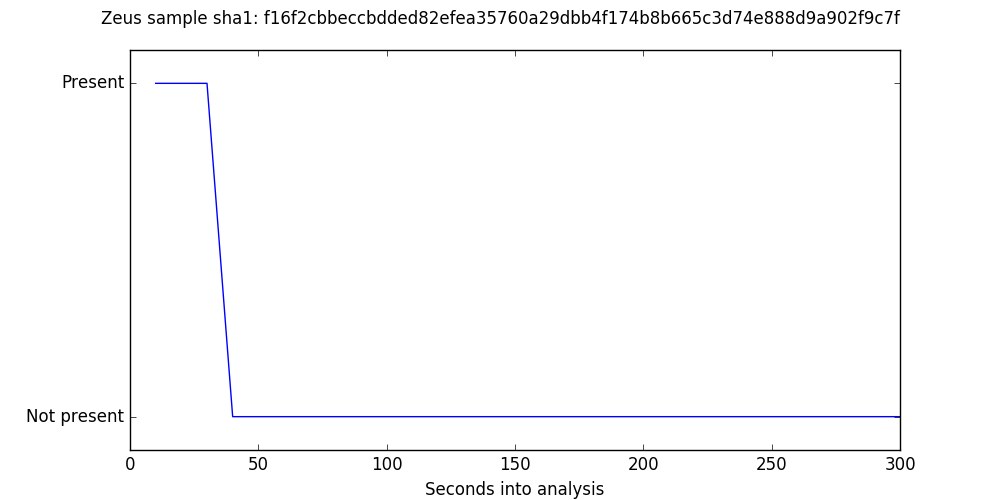 Zeus sample sha1: f16f2cbbeccbdded82efea35760a29dbb4f174b8b665c3d74e888d9a902f9c7f
Present
Not present
0 50 100 150 200 250 300
Seconds into analysis